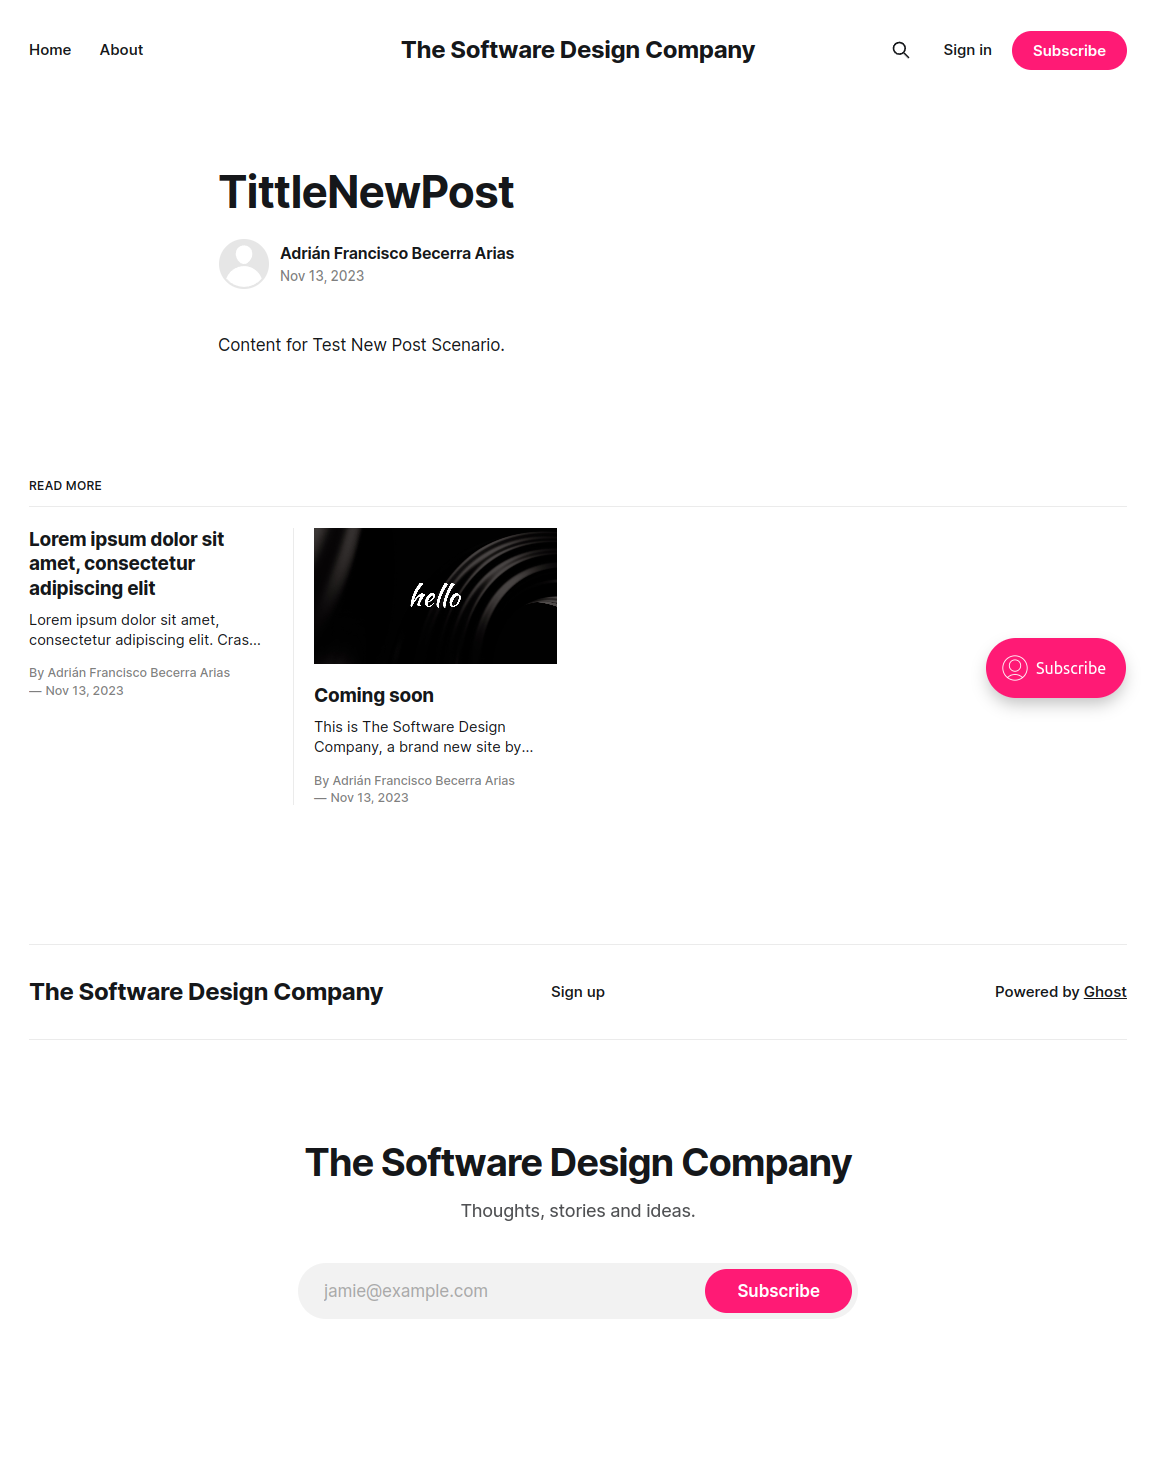 Home About The Software Design Company Sign in Subscribe
TittleNewPost
Adrián Francisco Becerra Arias
Nov 13, 2023
Content for Test New Post Scenario.
READ MORE
Lorem ipsum dolor sit
amet, consectetur
adipiscing elit
Lorem ipsum dolor sit amet,
consectetur adipiscing elit. Cras…
By Adrián Francisco Becerra Arias
— Nov 13, 2023
hello
Coming soon
This is The Software Design
Company, a brand new site by…
By Adrián Francisco Becerra Arias
— Nov 13, 2023
Subscribe
The Software Design Company Sign up Powered by Ghost
The Software Design Company
Thoughts, stories and ideas.
jamie@example.com Subscribe